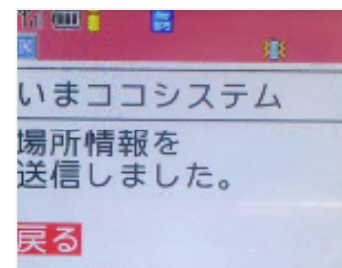 いまココシステム
場所情報を
送信しました。
戻る